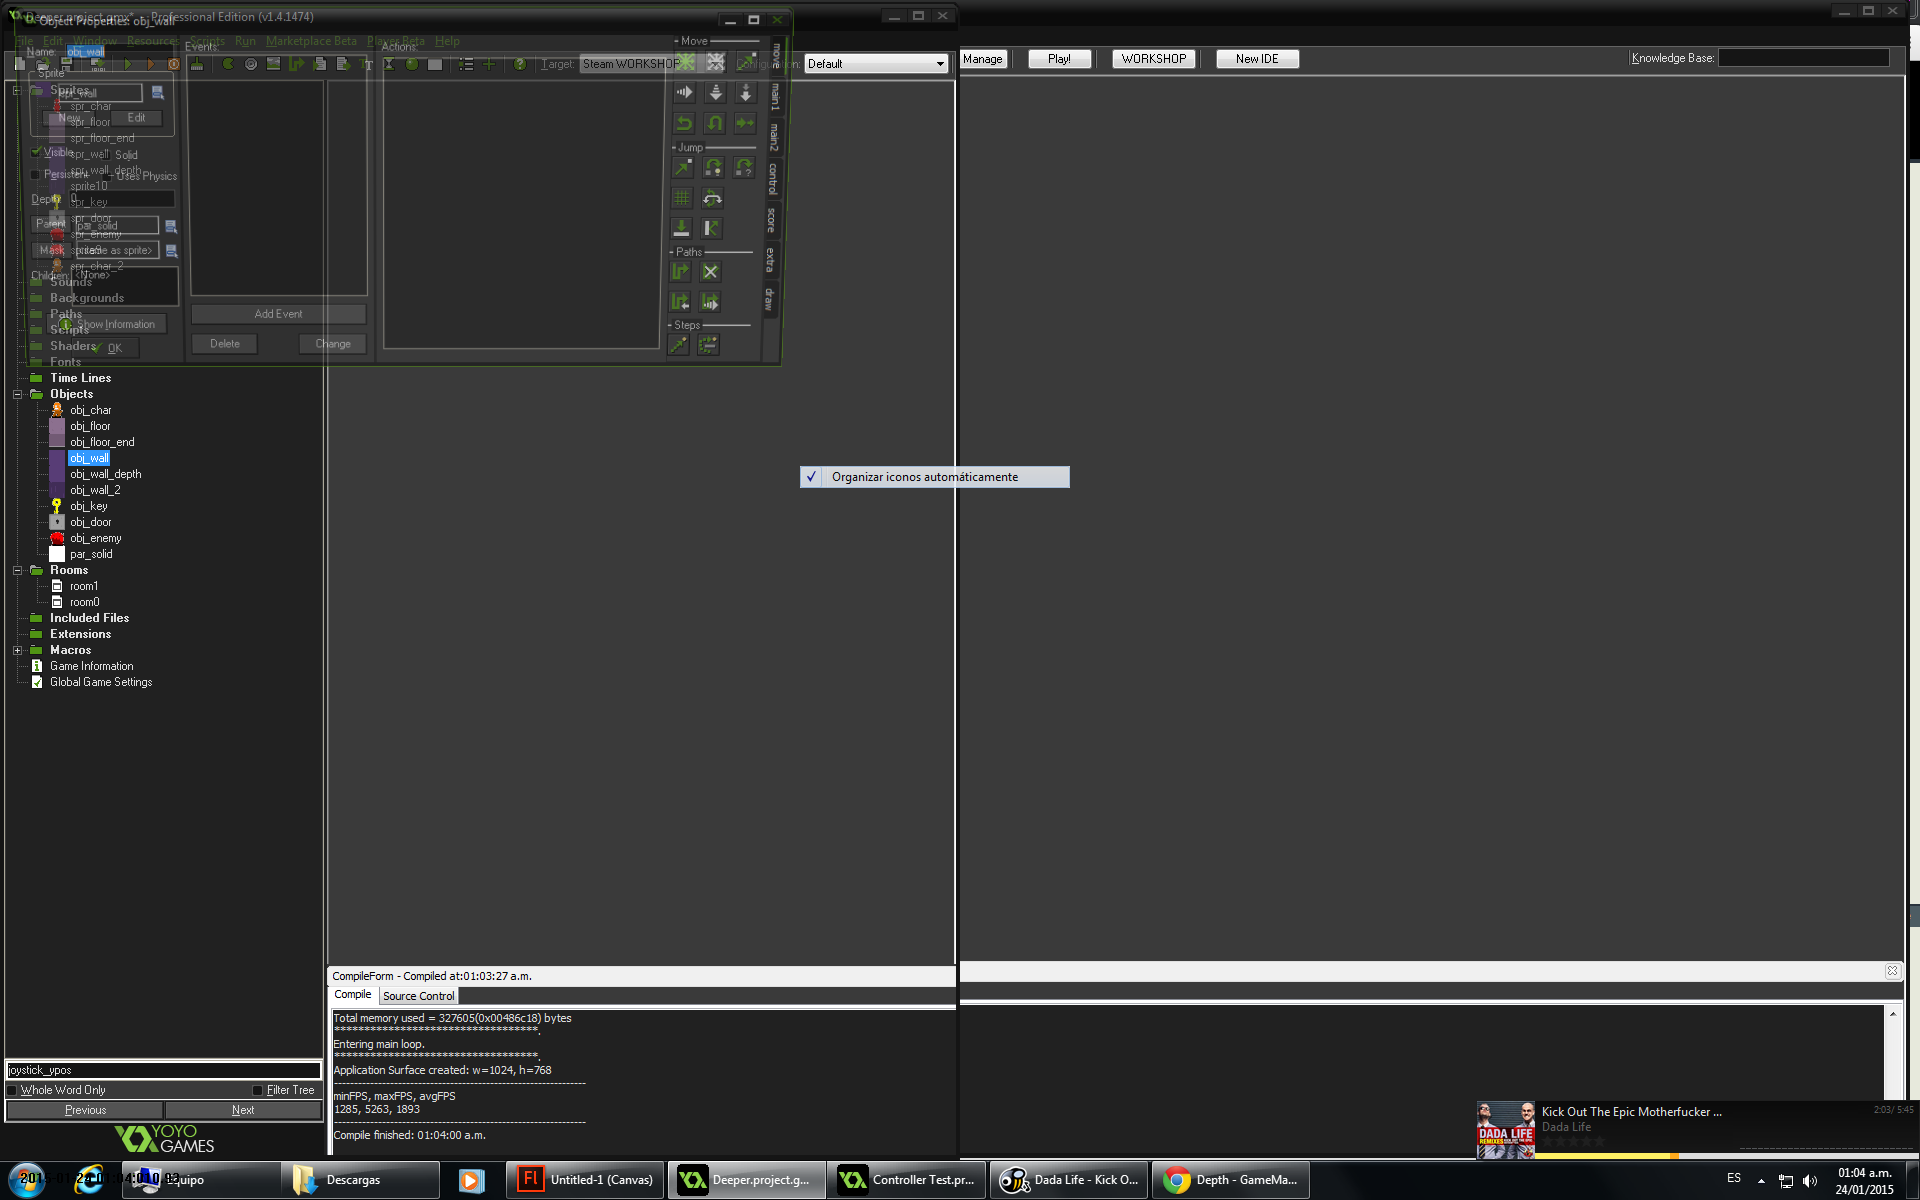 Deeper.project.gmx* - Professional Edition (v1.4.1474)
Object Properties: obj_wall
File Edit Window Resources Scripts Run Marketplace Beta Player Beta Help
Name: obj_wall
Events:
Actions:
Move
Target: Steam WORKSHOP
Configuration: Default
Manage
Play!
WORKSHOP
New IDE
Knowledge Base:
Sprite
spr_wall
New
Edit
Visible
Solid
Persistent
Uses Physics
Depth: 0
Parent par_solid
Mask <same as sprite>
Children: <None>
Show Information
OK
Add Event
Delete
Change
Jump
Paths
Steps
move
main1
main2
control
score
extra
draw
Sprites
spr_char
spr_floor
spr_floor_end
spr_wall
spr_wall_depth
sprite10
spr_key
spr_door
spr_enemy
sprite9
spr_char_2
Sounds
Backgrounds
Paths
Scripts
Shaders
Fonts
Time Lines
Objects
obj_char
obj_floor
obj_floor_end
obj_wall
obj_wall_depth
obj_wall_2
obj_key
obj_door
obj_enemy
par_solid
Rooms
room1
room0
Included Files
Extensions
Macros
Game Information
Global Game Settings
Organizar iconos automáticamente
joystick_ypos
Whole Word Only
Filter Tree
Previous
Next
YOYO GAMES
CompileForm - Compiled at:01:03:27 a.m.
Compile
Source Control
Total memory used = 327605(0x00486c18) bytes
**********************************.
Entering main loop.
**********************************.
Application Surface created: w=1024, h=768
---------------------------------------------------------------
minFPS, maxFPS, avgFPS
1285, 5263, 1893
---------------------------------------------------------------
Compile finished: 01:04:00 a.m.
DADA LIFE
REMIXES
Kick Out The Epic Motherfucker ...
Dada Life
2:03/ 5:45
Equipo
Descargas
Untitled-1 (Canvas)
Deeper.project.g...
Controller Test.pr...
Dada Life - Kick O...
Depth - GameMa...
ES
01:04 a.m.
24/01/2015